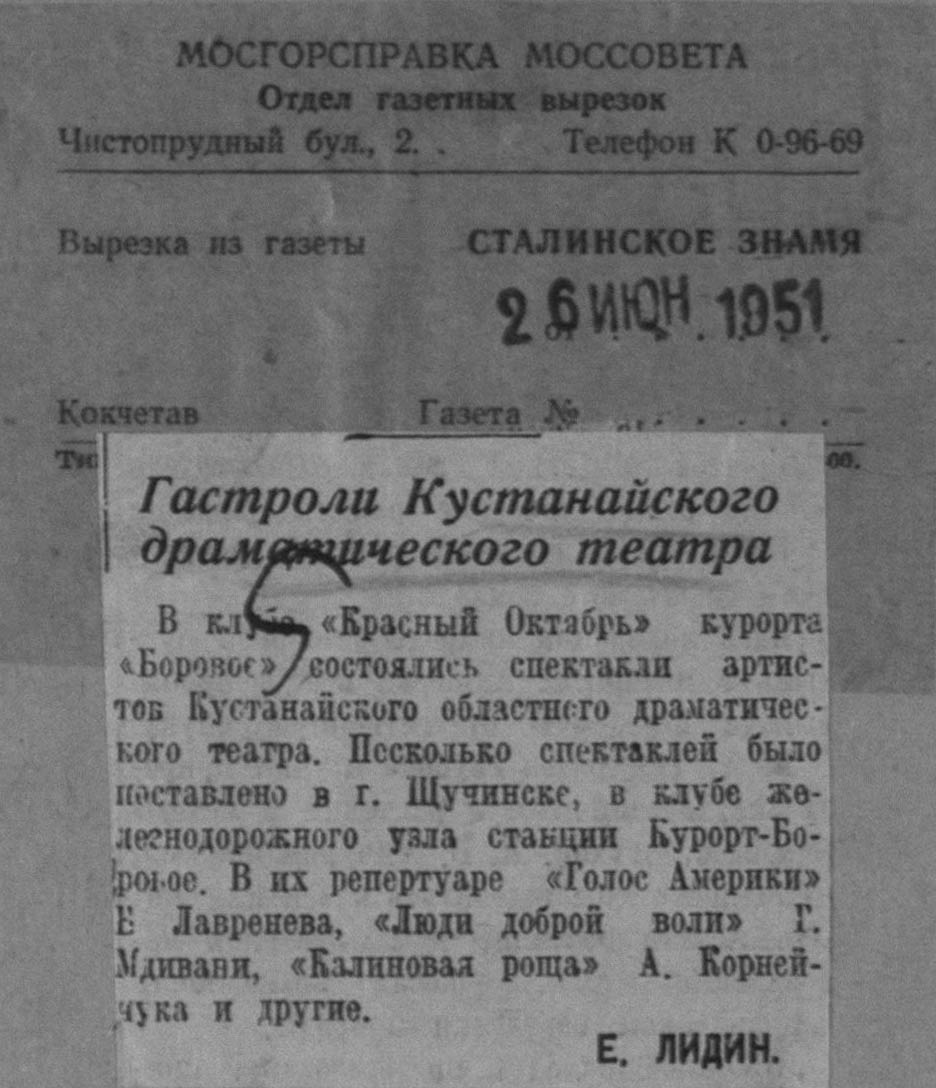 МОСГОРСПРАВКА МОССОВЕТА
Отдел газетных вырезок
Чистопрудный бул., 2. . Телефон К 0-96-69
Вырезка из газеты СТАЛИНСКОЕ ЗНАМЯ
26 ИЮН 1951
Кокчетав Газета №
Гастроли Кустанайского
драматического театра
В клубе «Красный Октябрь» курорта
«Боровое» состоялись спектакли артис-
тов Кустанайского областного драматичес-
кого театра. Несколько спектаклей было
поставлено в г. Щучинске, в клубе же-
лезнодорожного узла станции Курорт-Бо-
ровое. В их репертуаре «Голос Америки»
Б Лавренева, «Люди доброй воли» Г.
Мдивани, «Калиновая роща» А. Корней-
чука и другие.
Е. ЛИДИН.